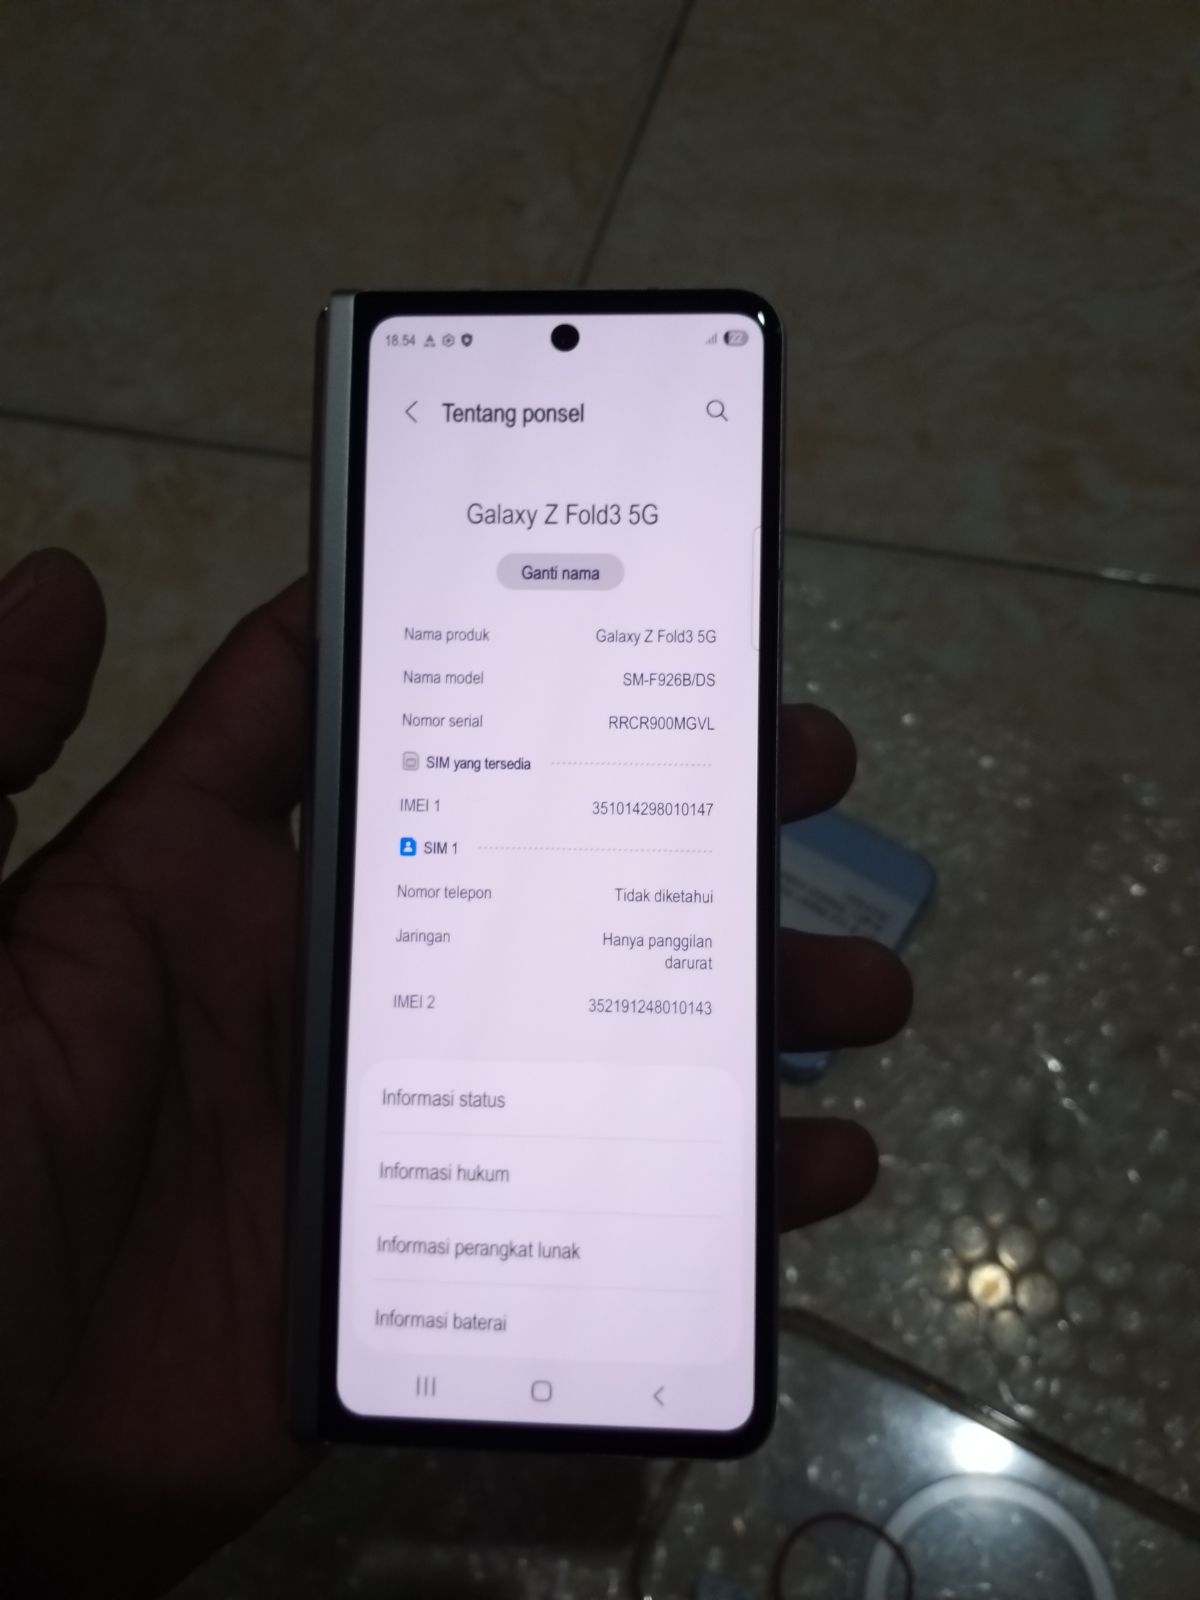 18.54
22
Tentang ponsel
Galaxy Z Fold3 5G
Ganti nama
Nama produk Galaxy Z Fold3 5G
Nama model SM-F926B/DS
Nomor serial RRCR900MGVL
SIM yang tersedia
IMEI 1 351014298010147
SIM 1
Nomor telepon Tidak diketahui
Jaringan Hanya panggilan
darurat
IMEI 2 352191248010143
Informasi status
Informasi hukum
Informasi perangkat lunak
Informasi baterai